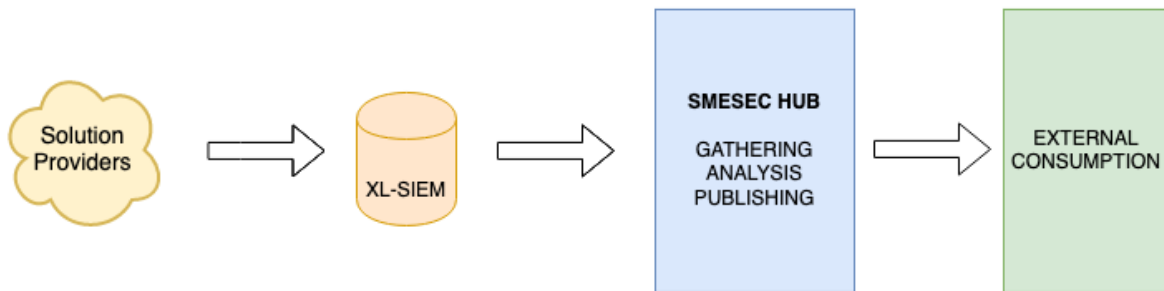 Solution
Providers
XL-SIEM
SMESEC HUB
GATHERING
ANALYSIS
PUBLISHING
EXTERNAL
CONSUMPTION